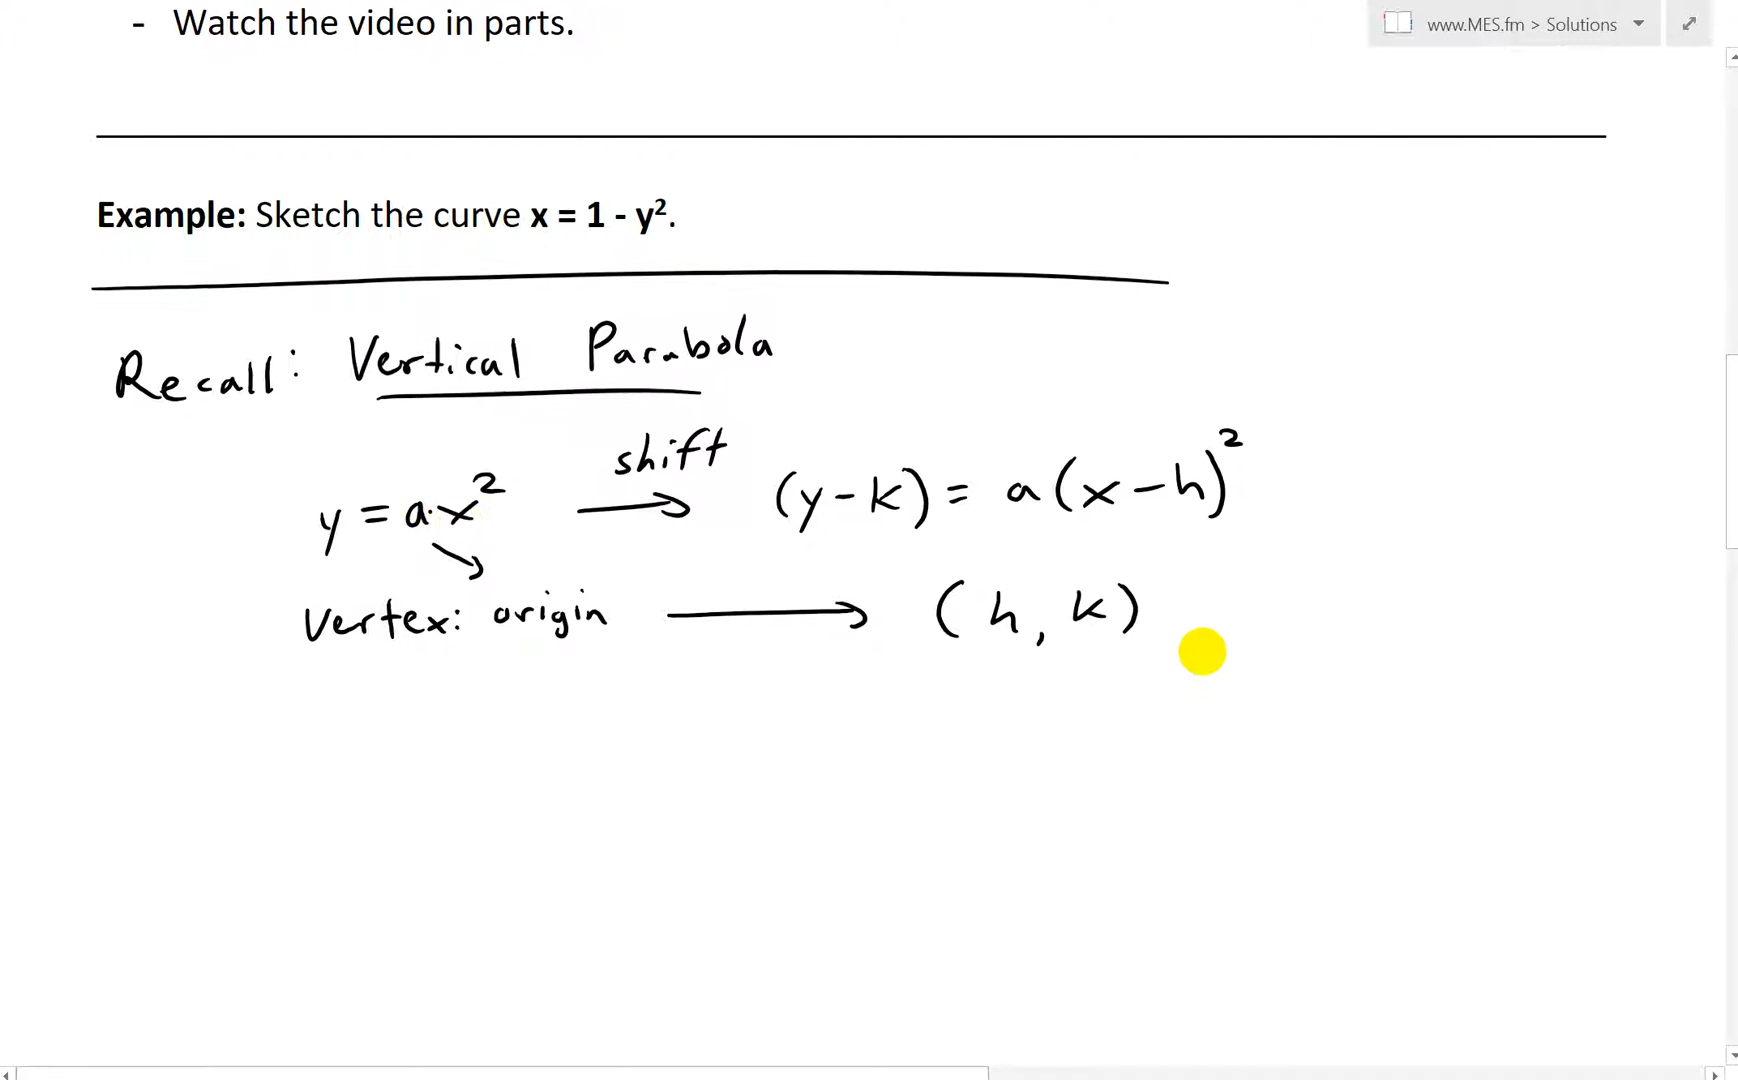 - Watch the video in parts.
www.MES.fm > Solutions
Example: Sketch the curve x = 1 - y².
Recall: Vertical Parabola
shift
y = a·x² → (y-k) = a(x-h)²
Vertex: origin → (h, k)